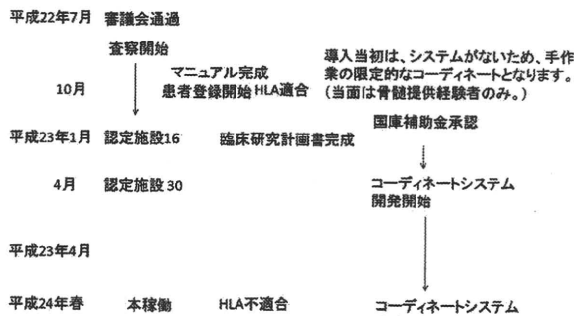 平成22年7月 審議会通過
査察開始
導入当初は、システムがないため、手作
業の限定的なコーディネートとなります。
(当面は骨髄提供経験者のみ。)
マニュアル完成
10月 患者登録開始 HLA適合
国庫補助金承認
平成23年1月 認定施設16 臨床研究計画書完成
4月 認定施設30 コーディネートシステム
開発開始
平成23年4月
平成24年春 本稼働 HLA不適合 コーディネートシステム